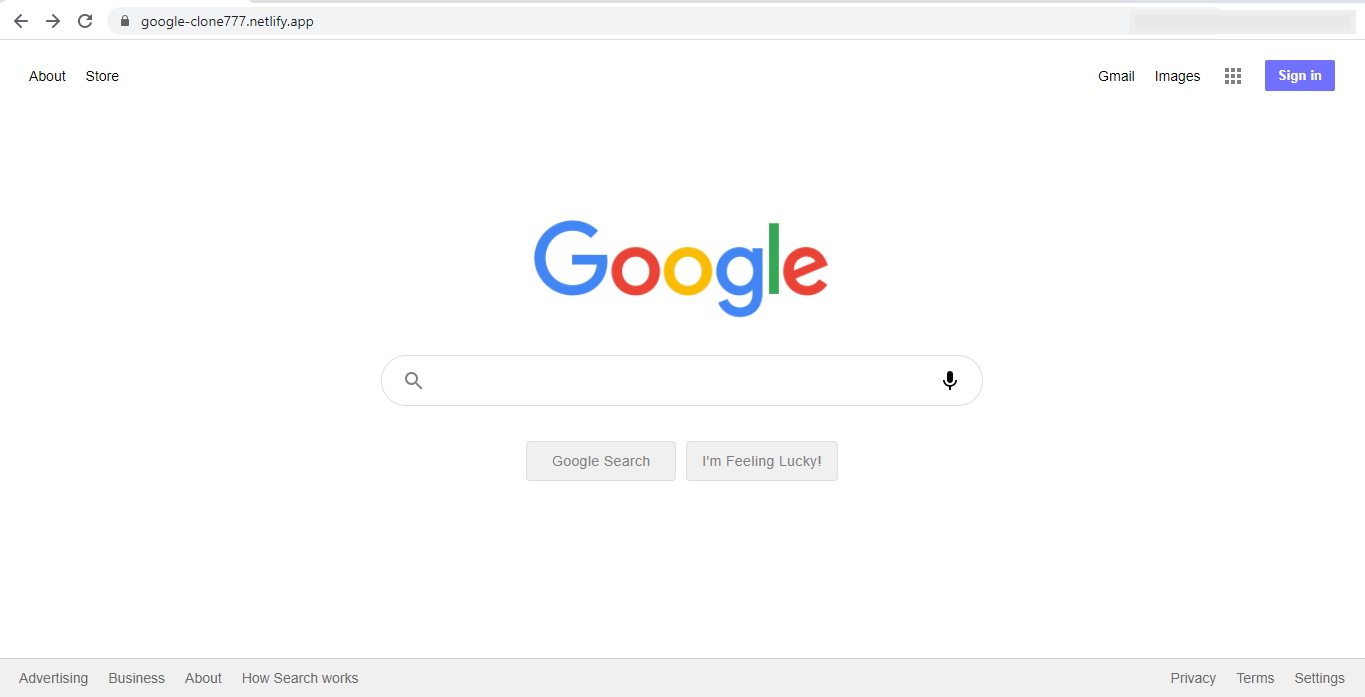 google-clone777.netlify.app
About Store Gmail Images Sign in
Google
Google Search I'm Feeling Lucky!
Advertising Business About How Search works Privacy Terms Settings